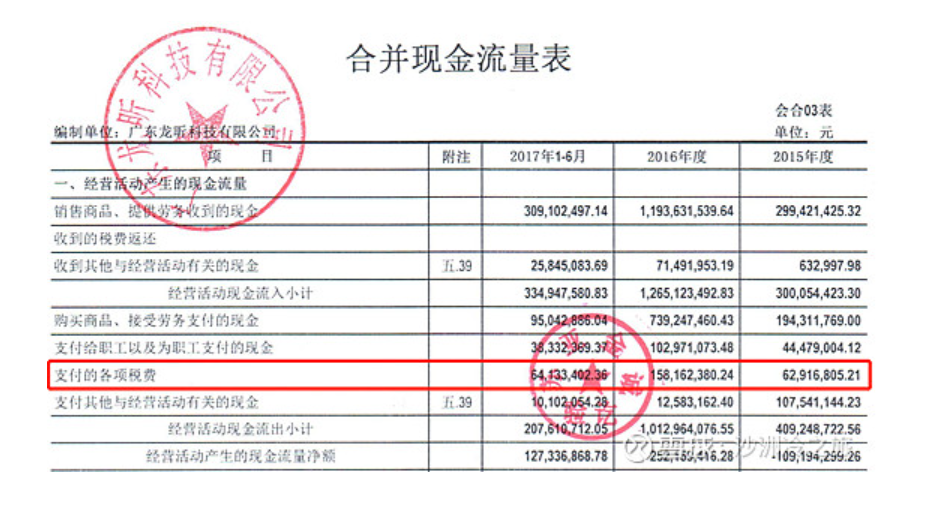 合并现金流量表
会合03表
编制单位：广东龙昕科技有限公司
单位：元
项 目 附注 2017年1-6月 2016年度 2015年度
一、经营活动产生的现金流量
销售商品、提供劳务收到的现金 309,102,497.14 1,193,631,539.64 299,421,425.32
收到的税费返还
收到其他与经营活动有关的现金 五.39 25,845,083.69 71,491,953.19 632,997.98
经营活动现金流入小计 334,947,580.83 1,265,123,492.83 300,054,423.30
购买商品、接受劳务支付的现金 95,042,886.04 739,247,460.43 194,311,769.00
支付给职工以及为职工支付的现金 38,332,369.37 102,971,073.48 44,479,004.12
支付的各项税费 64,133,402.36 158,162,380.24 62,916,805.21
支付其他与经营活动有关的现金 五.39 10,102,054.28 12,583,162.40 107,541,144.23
经营活动现金流出小计 207,610,712.05 1,012,964,076.55 409,248,722.56
经营活动产生的现金流量净额 127,336,868.78 252,159,416.28 -109,194,299.26
龙昕科技有限公司